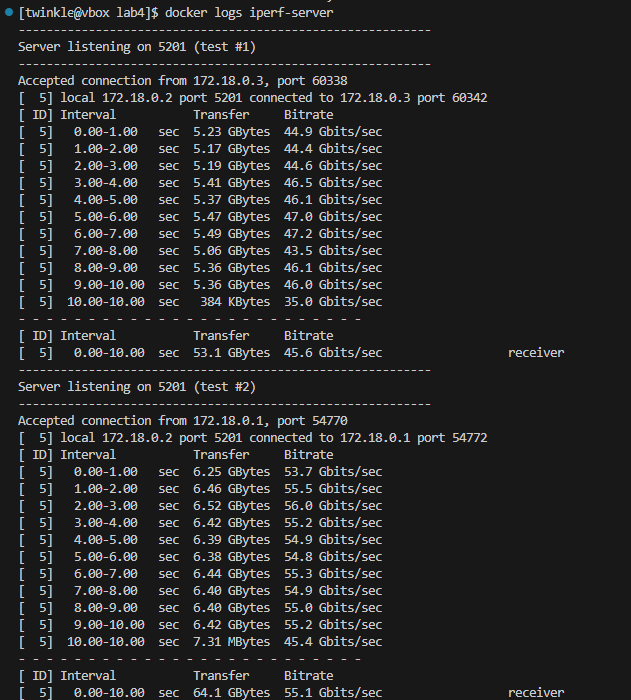 [twinkle@vbox lab4]$ docker logs iperf-server
-----------------------------------------------------------
Server listening on 5201 (test #1)
-----------------------------------------------------------
Accepted connection from 172.18.0.3, port 60338
[  5] local 172.18.0.2 port 5201 connected to 172.18.0.3 port 60342
[ ID] Interval           Transfer     Bitrate
[  5]   0.00-1.00   sec  5.23 GBytes  44.9 Gbits/sec
[  5]   1.00-2.00   sec  5.17 GBytes  44.4 Gbits/sec
[  5]   2.00-3.00   sec  5.19 GBytes  44.6 Gbits/sec
[  5]   3.00-4.00   sec  5.41 GBytes  46.5 Gbits/sec
[  5]   4.00-5.00   sec  5.37 GBytes  46.1 Gbits/sec
[  5]   5.00-6.00   sec  5.47 GBytes  47.0 Gbits/sec
[  5]   6.00-7.00   sec  5.49 GBytes  47.2 Gbits/sec
[  5]   7.00-8.00   sec  5.06 GBytes  43.5 Gbits/sec
[  5]   8.00-9.00   sec  5.36 GBytes  46.1 Gbits/sec
[  5]   9.00-10.00  sec  5.36 GBytes  46.0 Gbits/sec
[  5]  10.00-10.00  sec   384 KBytes  35.0 Gbits/sec
- - - - - - - - - - - - - - - - - - - - - - - - -
[ ID] Interval           Transfer     Bitrate
[  5]   0.00-10.00  sec  53.1 GBytes  45.6 Gbits/sec                  receiver
-----------------------------------------------------------
Server listening on 5201 (test #2)
-----------------------------------------------------------
Accepted connection from 172.18.0.1, port 54770
[  5] local 172.18.0.2 port 5201 connected to 172.18.0.1 port 54772
[ ID] Interval           Transfer     Bitrate
[  5]   0.00-1.00   sec  6.25 GBytes  53.7 Gbits/sec
[  5]   1.00-2.00   sec  6.46 GBytes  55.5 Gbits/sec
[  5]   2.00-3.00   sec  6.52 GBytes  56.0 Gbits/sec
[  5]   3.00-4.00   sec  6.42 GBytes  55.2 Gbits/sec
[  5]   4.00-5.00   sec  6.39 GBytes  54.9 Gbits/sec
[  5]   5.00-6.00   sec  6.38 GBytes  54.8 Gbits/sec
[  5]   6.00-7.00   sec  6.44 GBytes  55.3 Gbits/sec
[  5]   7.00-8.00   sec  6.40 GBytes  54.9 Gbits/sec
[  5]   8.00-9.00   sec  6.40 GBytes  55.0 Gbits/sec
[  5]   9.00-10.00  sec  6.42 GBytes  55.2 Gbits/sec
[  5]  10.00-10.00  sec  7.31 MBytes  45.4 Gbits/sec
- - - - - - - - - - - - - - - - - - - - - - - - -
[ ID] Interval           Transfer     Bitrate
[  5]   0.00-10.00  sec  64.1 GBytes  55.1 Gbits/sec                  receiver